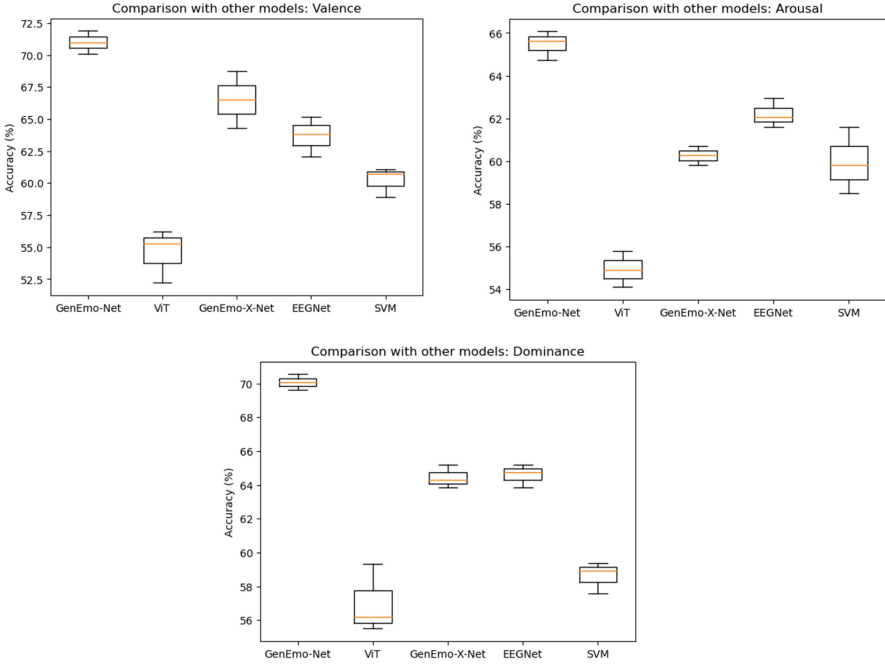 Comparison with other models: Valence
72.5
70.0
67.5
65.0
62.5
60.0
57.5
55.0
52.5
Accuracy (%)
GenEmo-Net ViT GenEmo-X-Net EEGNet SVM
Comparison with other models: Arousal
66
64
62
60
58
56
54
Accuracy (%)
GenEmo-Net ViT GenEmo-X-Net EEGNet SVM
Comparison with other models: Dominance
70
68
66
64
62
60
58
56
Accuracy (%)
GenEmo-Net ViT GenEmo-X-Net EEGNet SVM